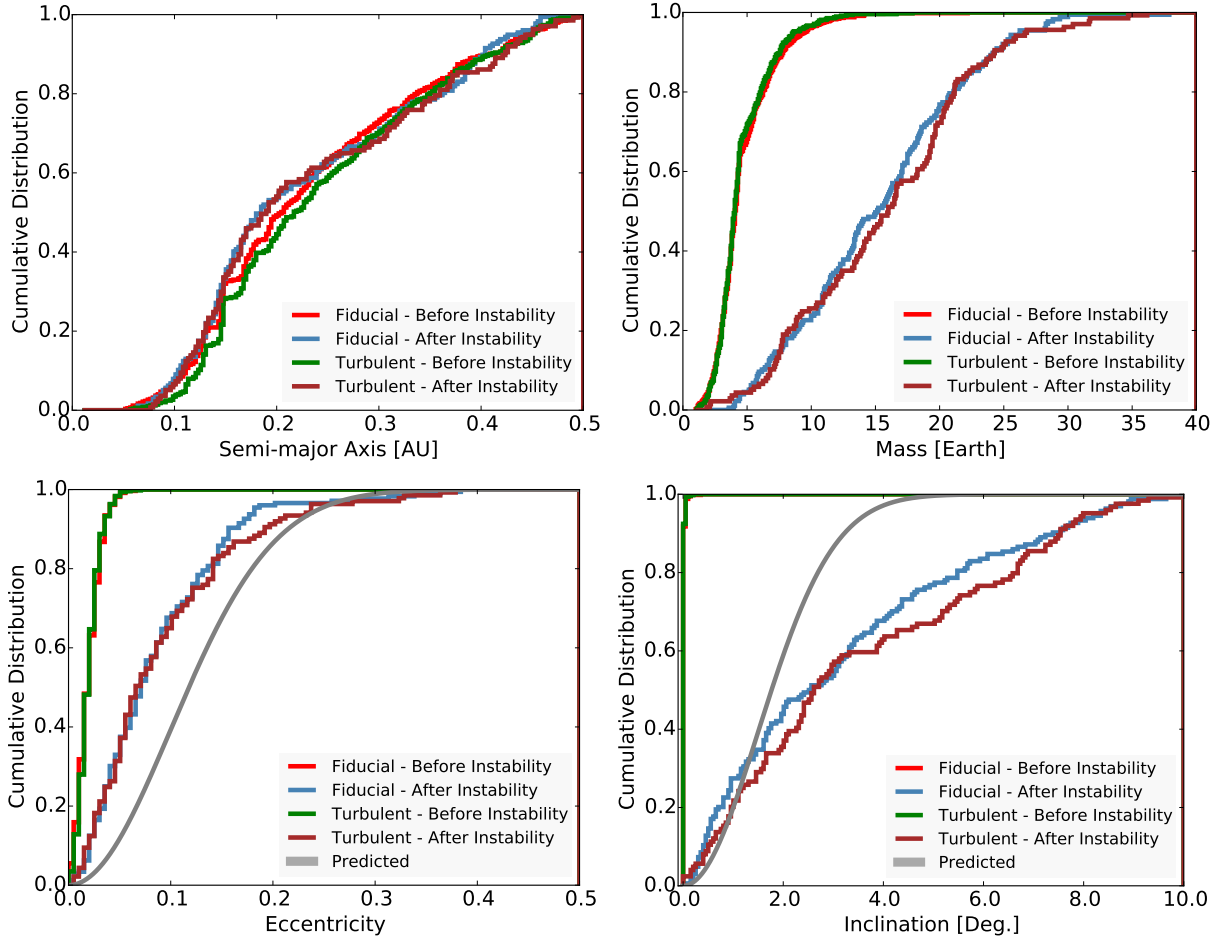 Cumulative Distribution
1.0
0.8
0.6
0.4
0.2
0.0
0.0 0.1 0.2 0.3 0.4 0.5
Semi-major Axis [AU]
Fiducial - Before Instability
Fiducial - After Instability
Turbulent - Before Instability
Turbulent - After Instability
Cumulative Distribution
1.0
0.8
0.6
0.4
0.2
0.0
5 10 15 20 25 30 35 40
Mass [Earth]
Fiducial - Before Instability
Fiducial - After Instability
Turbulent - Before Instability
Turbulent - After Instability
Cumulative Distribution
1.0
0.8
0.6
0.4
0.2
0.0
0.0 0.1 0.2 0.3 0.4 0.5
Eccentricity
Fiducial - Before Instability
Fiducial - After Instability
Turbulent - Before Instability
Turbulent - After Instability
Predicted
Cumulative Distribution
1.0
0.8
0.6
0.4
0.2
0.0
0.0 2.0 4.0 6.0 8.0 10.0
Inclination [Deg.]
Fiducial - Before Instability
Fiducial - After Instability
Turbulent - Before Instability
Turbulent - After Instability
Predicted